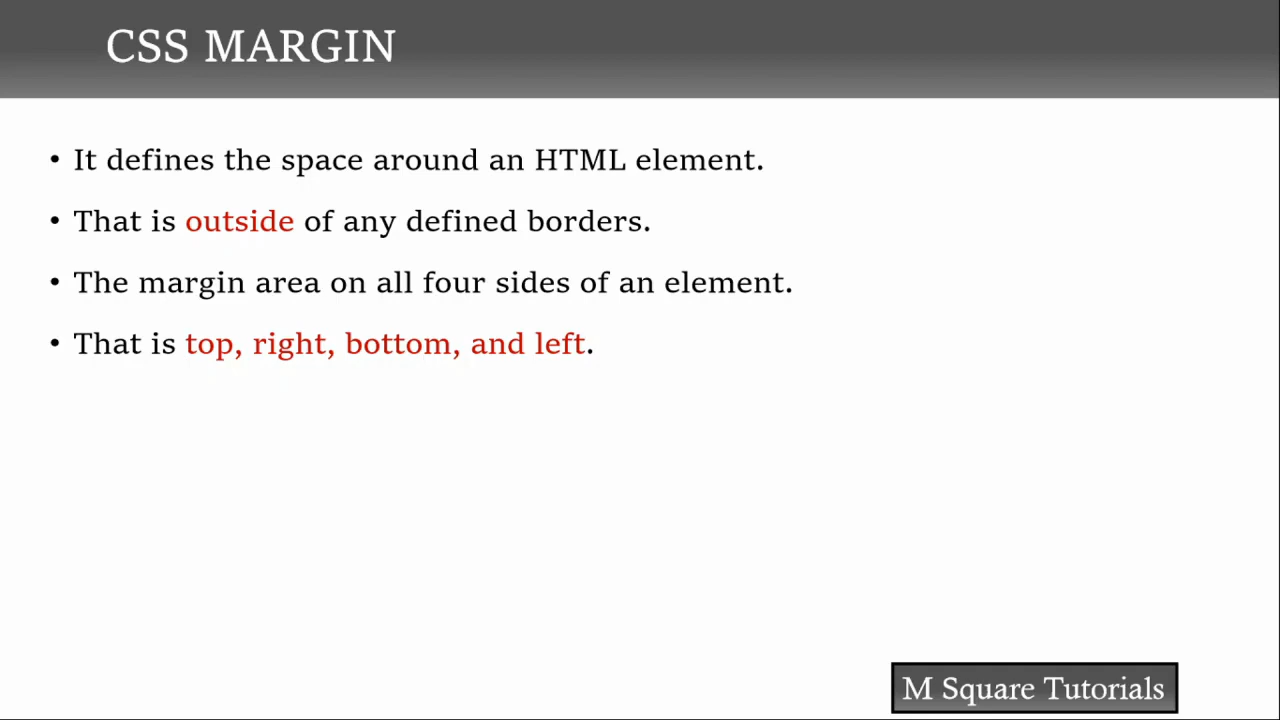 CSS MARGIN
• It defines the space around an HTML element.
• That is outside of any defined borders.
• The margin area on all four sides of an element.
• That is top, right, bottom, and left.
M Square Tutorials